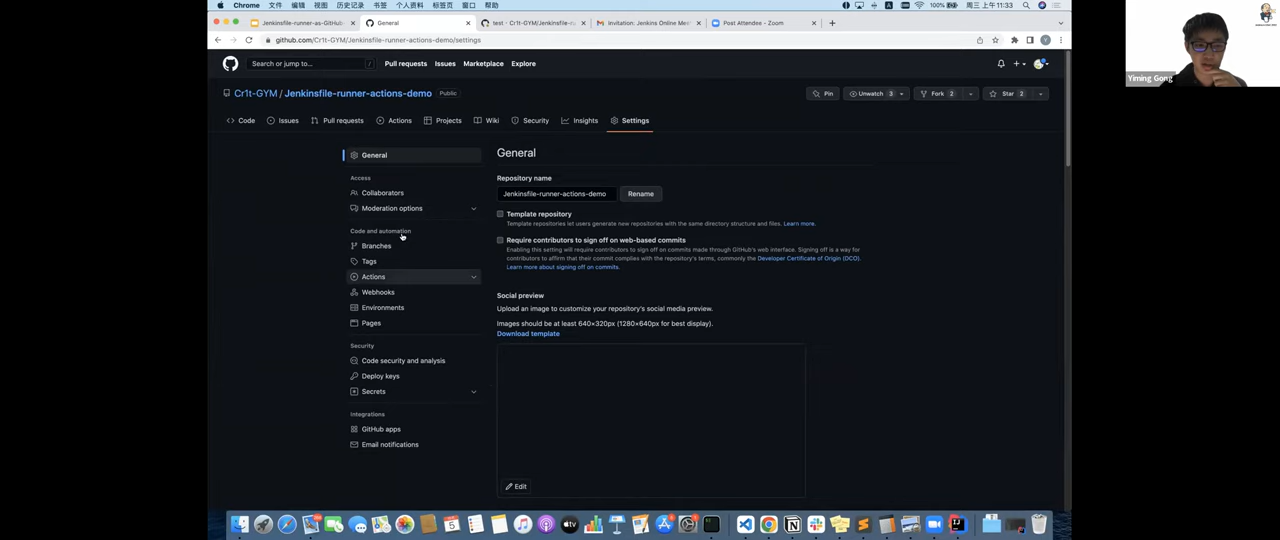 Chrome 文件 编辑 视图 历史记录 书签 个人资料 标签页 窗口 帮助 100% 周三 上午11:33
Jenkinsfile-runner-as-GitHub- General test · Cr1t-GYM/Jenkinsfile-ru Invitation: Jenkins Online Mee Post Attendee - Zoom
github.com/Cr1t-GYM/Jenkinsfile-runner-actions-demo/settings
Search or jump to... / Pull requests Issues Marketplace Explore
Yiming Gong
Cr1t-GYM / Jenkinsfile-runner-actions-demo Public Pin Unwatch 3 Fork 2 Star 2
Code Issues Pull requests Actions Projects Wiki Security Insights Settings
General
Access
Collaborators
Moderation options
Code and automation
Branches
Tags
Actions
Webhooks
Environments
Pages
Security
Code security and analysis
Deploy keys
Secrets
Integrations
GitHub apps
Email notifications
General
Repository name
Jenkinsfile-runner-actions-demo Rename
Template repository
Template repositories let users generate new repositories with the same directory structure and files. Learn more.
Require contributors to sign off on web-based commits
Enabling this setting will require contributors to sign off on commits made through GitHub's web interface. Signing off is a way for
contributors to affirm that their commit complies with the repository's terms, commonly the Developer Certificate of Origin (DCO).
Learn more about signing off on commits.
Social preview
Upload an image to customize your repository's social media preview.
Images should be at least 640×320px (1280×640px for best display).
Download template
Edit